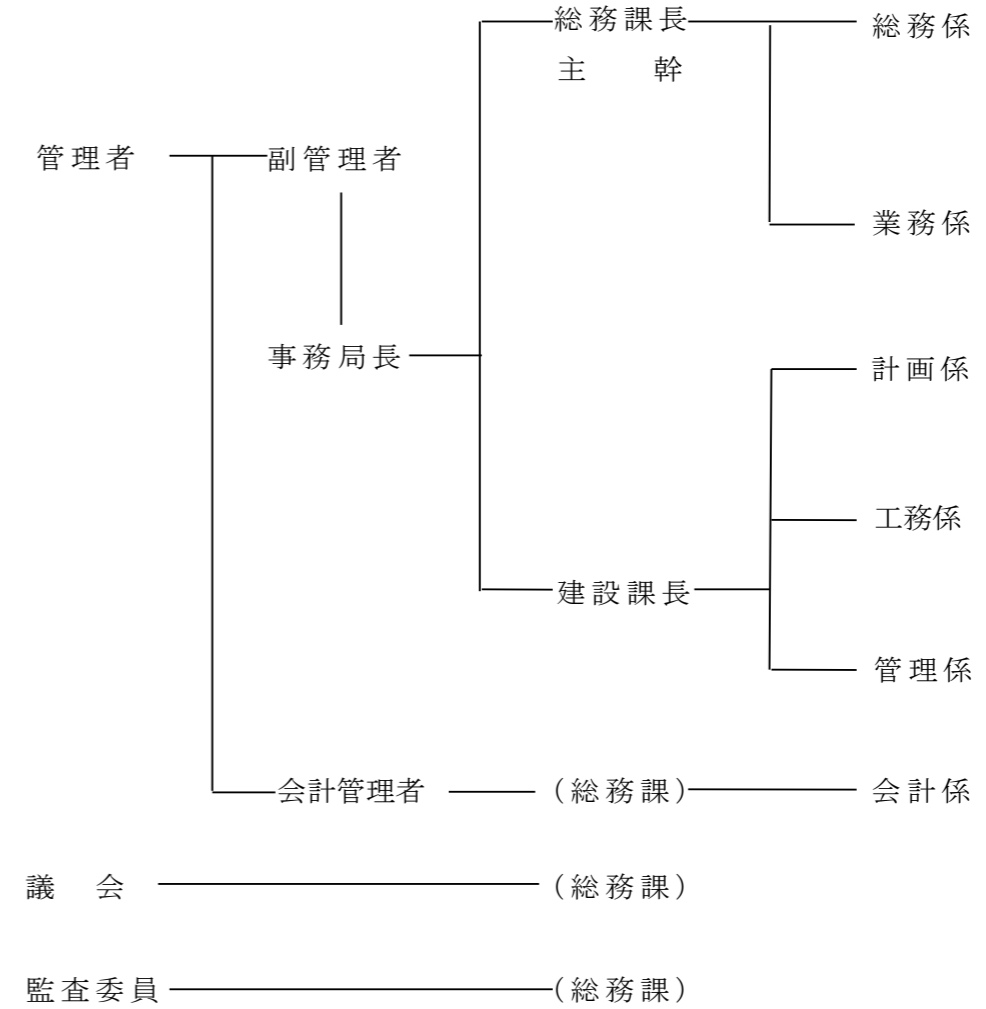 総務課長 総務係
主 幹
管理者 副管理者
業務係
事務局長 計画係
工務係
建設課長
管理係
会計管理者 (総務課) 会計係
議 会 (総務課)
監査委員 (総務課)